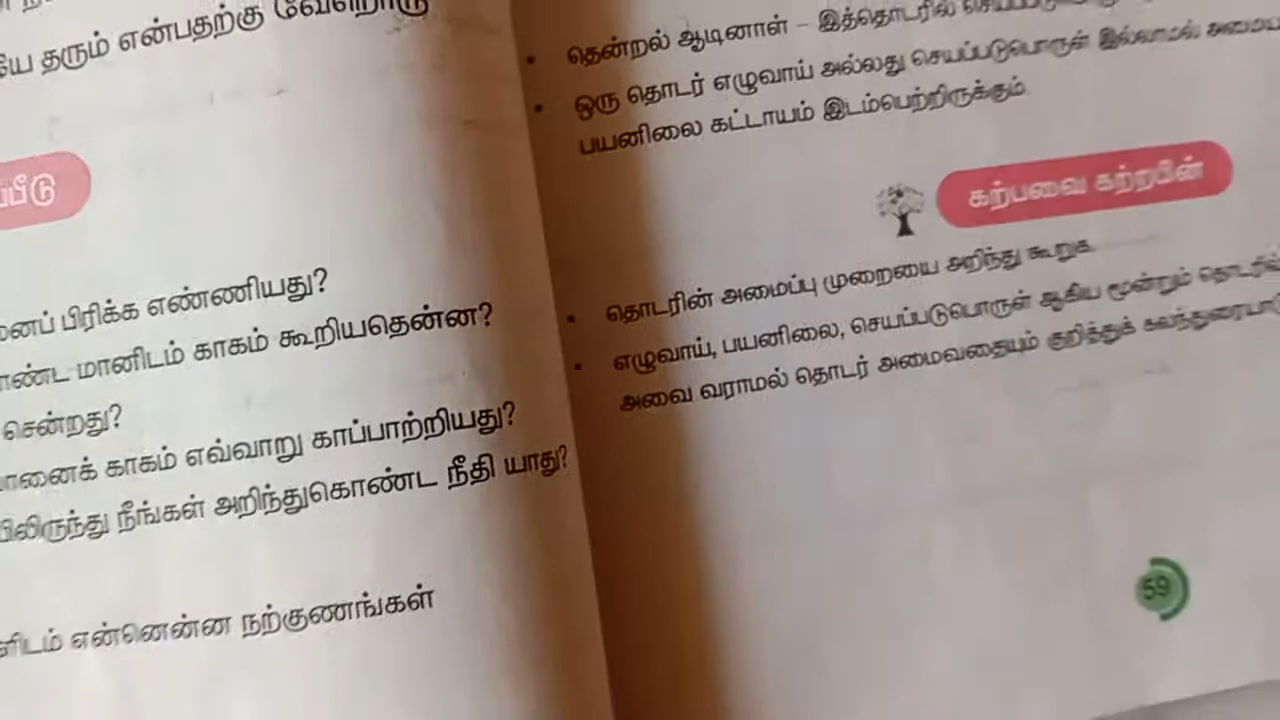 யே தரும் என்பதற்கு வேறொரு
ப்பீடு
னைப் பிரிக்க எண்ணியது?
ண்ட மானிடம் காகம் கூறியதென்ன?
சென்றது?
ானைக் காகம் எவ்வாறு காப்பாற்றியது?
பிலிருந்து நீங்கள் அறிந்துகொண்ட நீதி யாது?
ளிடம் என்னென்ன நற்குணங்கள்
• தென்றல் ஆடினாள் – இத்தொடரில்
• ஒரு தொடர் எழுவாய் அல்லது செயப்படுபொருள் இல்லாமல்
பயனிலை கட்டாயம் இடம்பெற்றிருக்கும்.
கற்பவை கற்றபின்
• தொடரின் அமைப்பு முறையை அறிந்து கூறுக.
• எழுவாய், பயனிலை, செயப்படுபொருள் ஆகிய மூன்றும்
அவை வராமல் தொடர் அமைவதையும் குறித்துக்
59